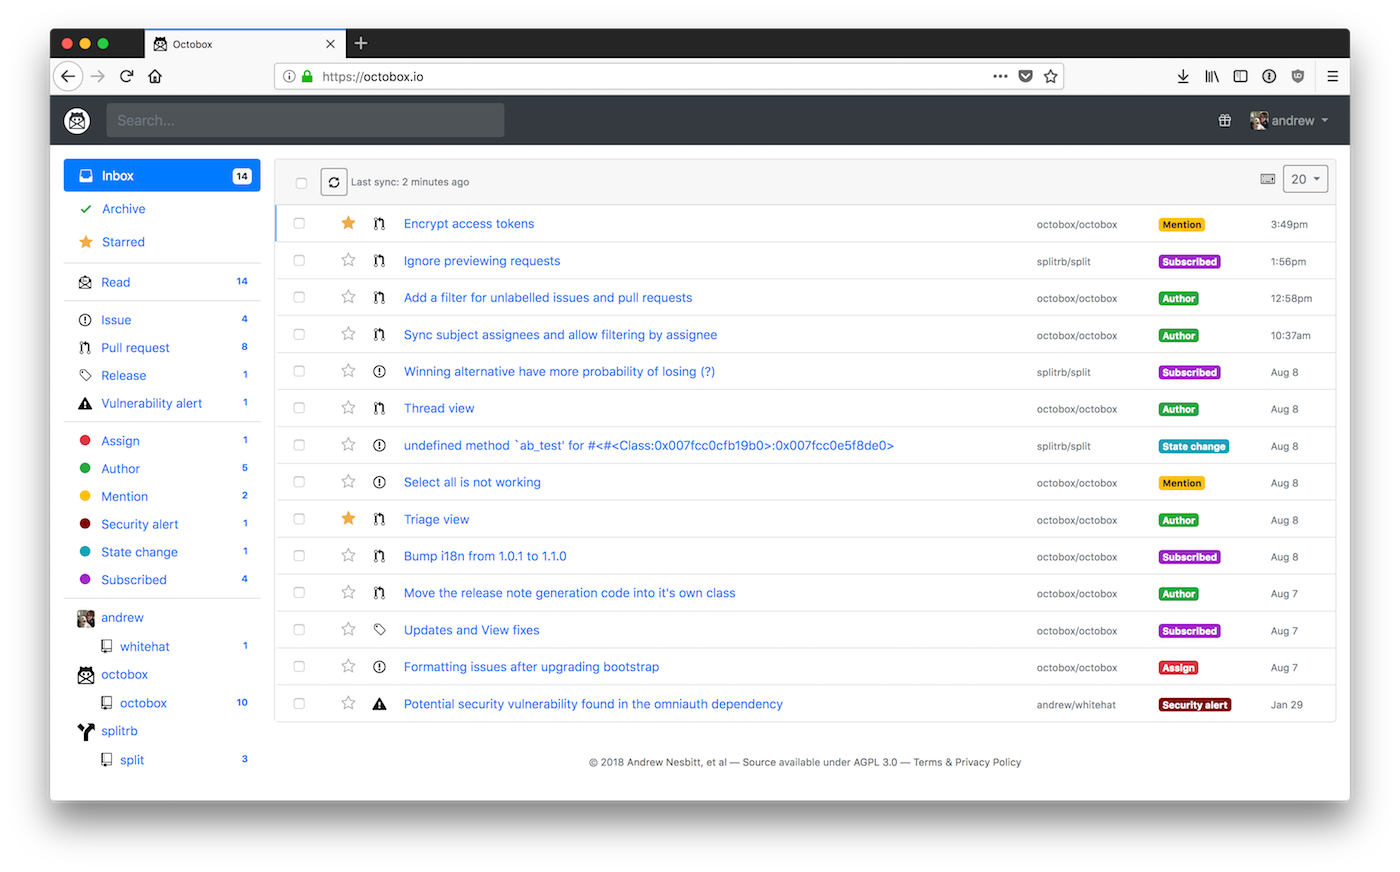 Octobox
https://octobox.io
Search...
andrew
Inbox 14
Archive
Starred
Read 14
Issue 4
Pull request 8
Release 1
Vulnerability alert 1
Assign 1
Author 5
Mention 2
Security alert 1
State change 1
Subscribed 4
andrew
whitehat 1
octobox
octobox 10
splitrb
split 3
Last sync: 2 minutes ago 20
Encrypt access tokens octobox/octobox Mention 3:49pm
Ignore previewing requests splitrb/split Subscribed 1:56pm
Add a filter for unlabelled issues and pull requests octobox/octobox Author 12:58pm
Sync subject assignees and allow filtering by assignee octobox/octobox Author 10:37am
Winning alternative have more probability of losing (?) splitrb/split Subscribed Aug 8
Thread view octobox/octobox Author Aug 8
undefined method `ab_test' for #<#<Class:0x007fcc0cfb19b0>:0x007fcc0e5f8de0> splitrb/split State change Aug 8
Select all is not working octobox/octobox Mention Aug 8
Triage view octobox/octobox Author Aug 8
Bump i18n from 1.0.1 to 1.1.0 octobox/octobox Subscribed Aug 8
Move the release note generation code into it's own class octobox/octobox Author Aug 7
Updates and View fixes octobox/octobox Subscribed Aug 7
Formatting issues after upgrading bootstrap octobox/octobox Assign Aug 7
Potential security vulnerability found in the omniauth dependency andrew/whitehat Security alert Jan 29
© 2018 Andrew Nesbitt, et al — Source available under AGPL 3.0 — Terms & Privacy Policy